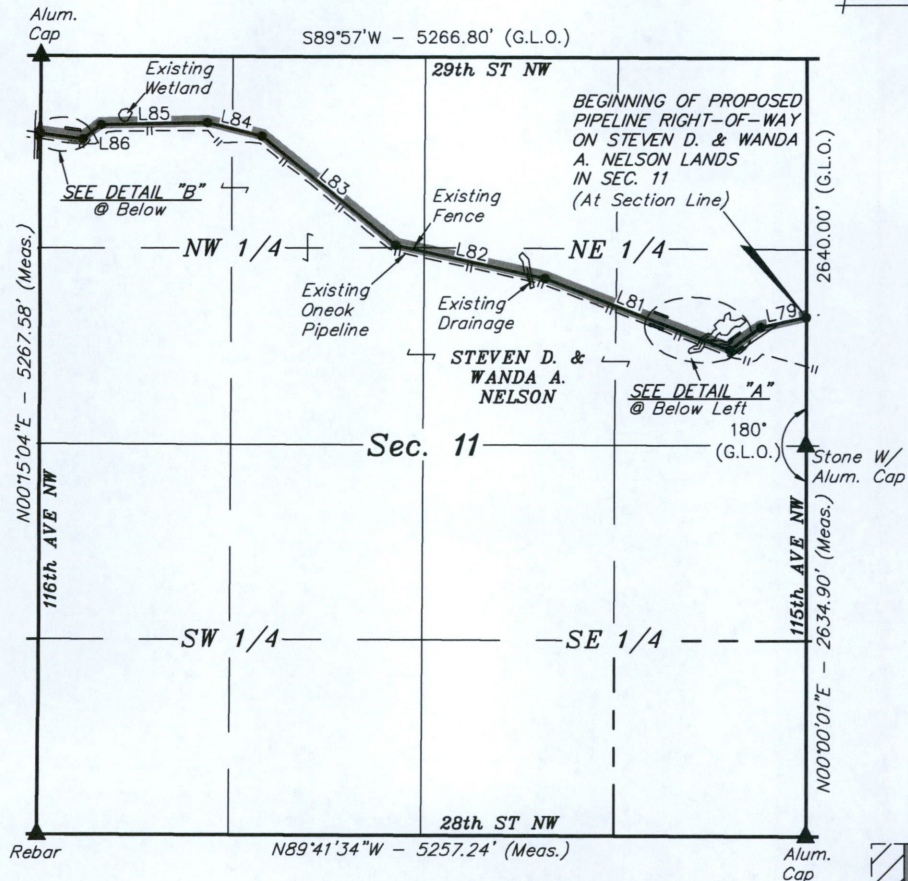 Alum.
Cap
S89°57'W - 5266.80' (G.L.O.)
29th ST NW
Existing
Wetland
L85
L84
L86
SEE DETAIL "B"
@ Below
L83
BEGINNING OF PROPOSED
PIPELINE RIGHT-OF-WAY
ON STEVEN D. & WANDA
A. NELSON LANDS
IN SEC. 11
(At Section Line)
2640.00' (G.L.O.)
NW 1/4
Existing
Fence
L82
NE 1/4
Existing
Oneok
Pipeline
Existing
Drainage
L81
L79
STEVEN D. &
WANDA A.
NELSON
SEE DETAIL "A"
@ Below Left
N00°15'04"E - 5267.58' (Meas.)
116th AVE NW
Sec. 11
180°
(G.L.O.)
Stone W/
Alum. Cap
115th AVE NW
N00°00'01"E - 2634.90' (Meas.)
SW 1/4
SE 1/4
28th ST NW
Rebar
N89°41'34"W - 5257.24' (Meas.)
Alum.
Cap